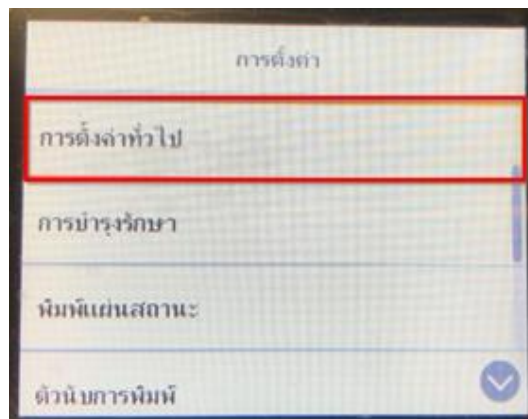 การตั้งค่า
การตั้งค่าทั่วไป
การบำรุงรักษา
พิมพ์แผ่นสถานะ
ตัวนับการพิมพ์